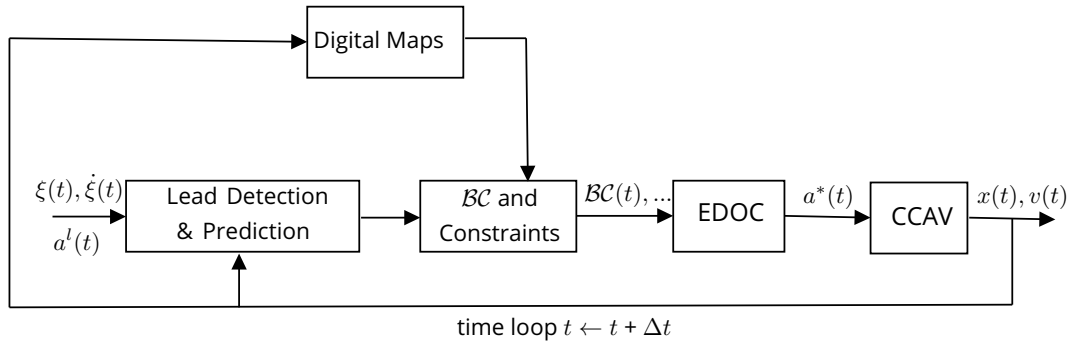 Digital Maps
ξ(t), ξ̇(t)
a^l(t)
Lead Detection
& Prediction
𝓑𝓒 and
Constraints
𝓑𝓒(t), ...
EDOC
a*(t)
CCAV
x(t), v(t)
time loop t ← t + Δt